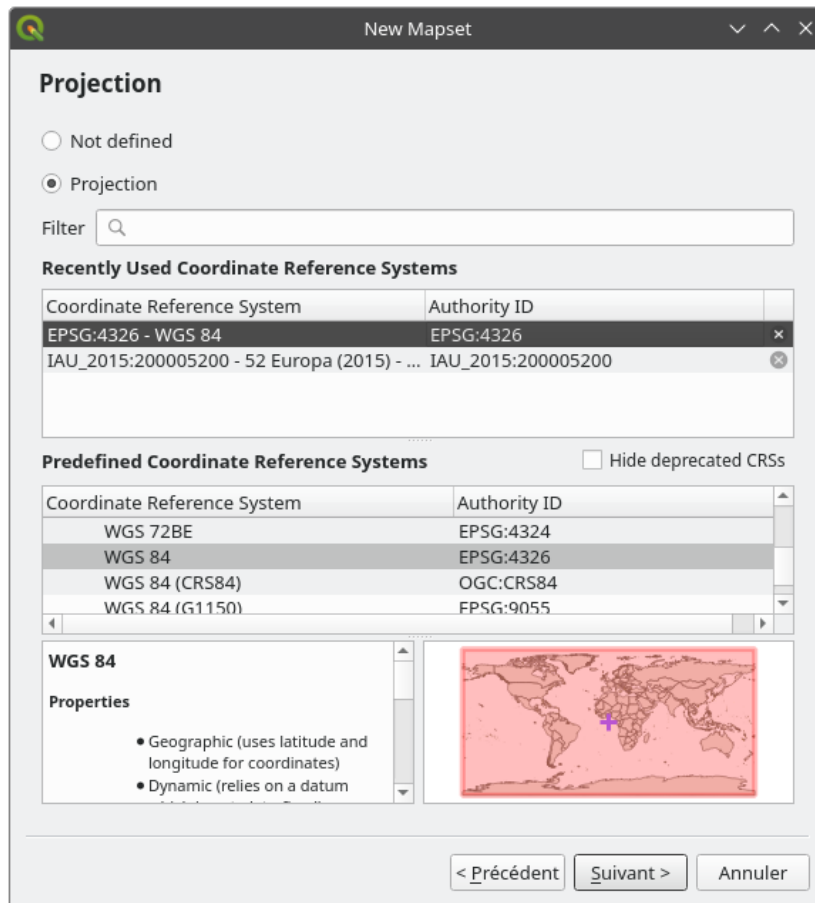 New Mapset
Projection
Not defined
Projection
Filter
Recently Used Coordinate Reference Systems
Coordinate Reference System Authority ID
EPSG:4326 - WGS 84 EPSG:4326
IAU_2015:200005200 - 52 Europa (2015) - ... IAU_2015:200005200
Predefined Coordinate Reference Systems Hide deprecated CRSs
Coordinate Reference System Authority ID
WGS 72BE EPSG:4324
WGS 84 EPSG:4326
WGS 84 (CRS84) OGC:CRS84
WGS 84 (G1150) EPSG:9055
WGS 84
Properties
• Geographic (uses latitude and
longitude for coordinates)
• Dynamic (relies on a datum
< Précédent Suivant > Annuler